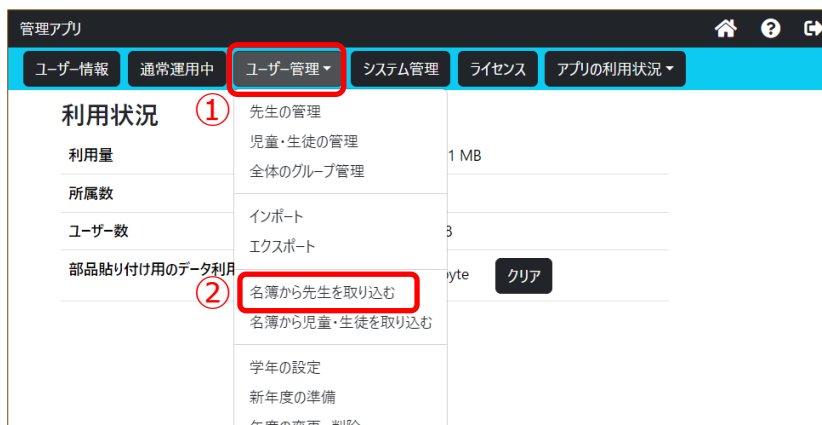 管理アプリ
ユーザー情報 通常運用中 ユーザー管理 システム管理 ライセンス アプリの利用状況
①
利用状況
先生の管理
児童・生徒の管理
全体のグループ管理
インポート
エクスポート
②
名簿から先生を取り込む
名簿から児童・生徒を取り込む
学年の設定
新年度の準備
利用量 1 MB
所属数
ユーザー数
部品貼り付け用のデータ利用 byte クリア